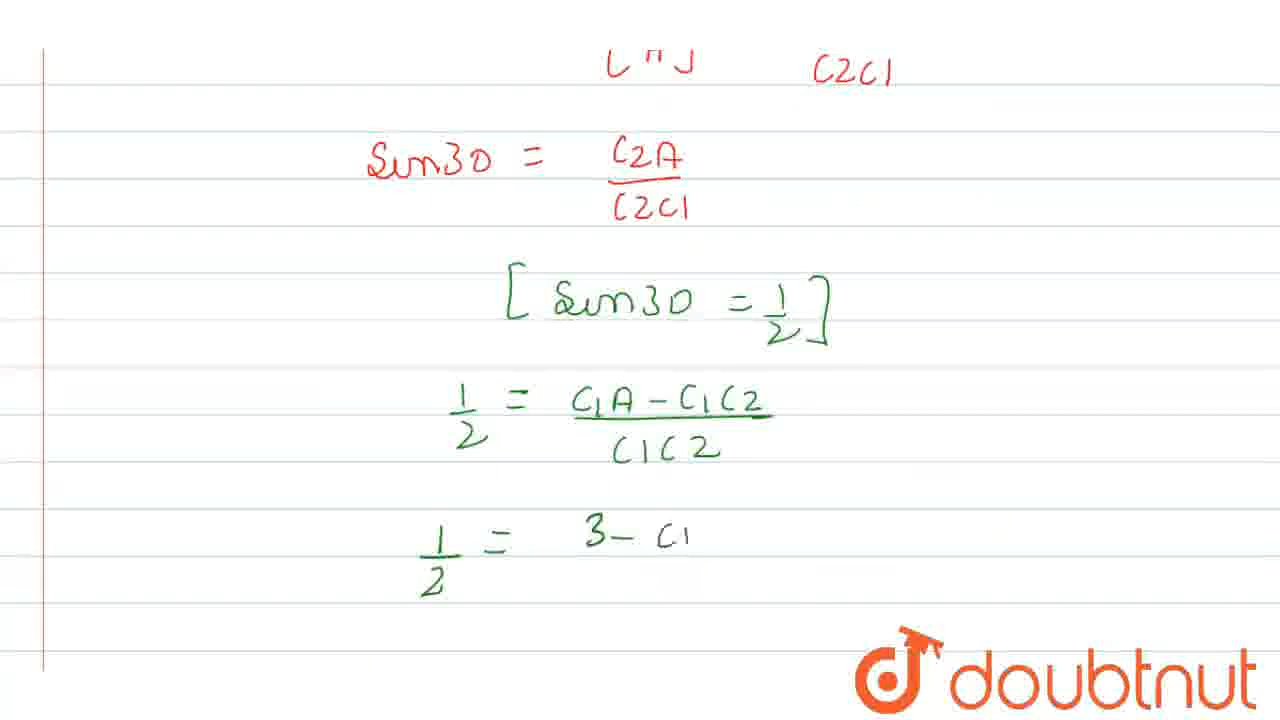 C2C1
Sin30 = C2A
C2C1
[ Sin30 = 1/2 ]
1/2 = C1A - C1C2
C1C2
1/2 = 3 - C1
doubtnut